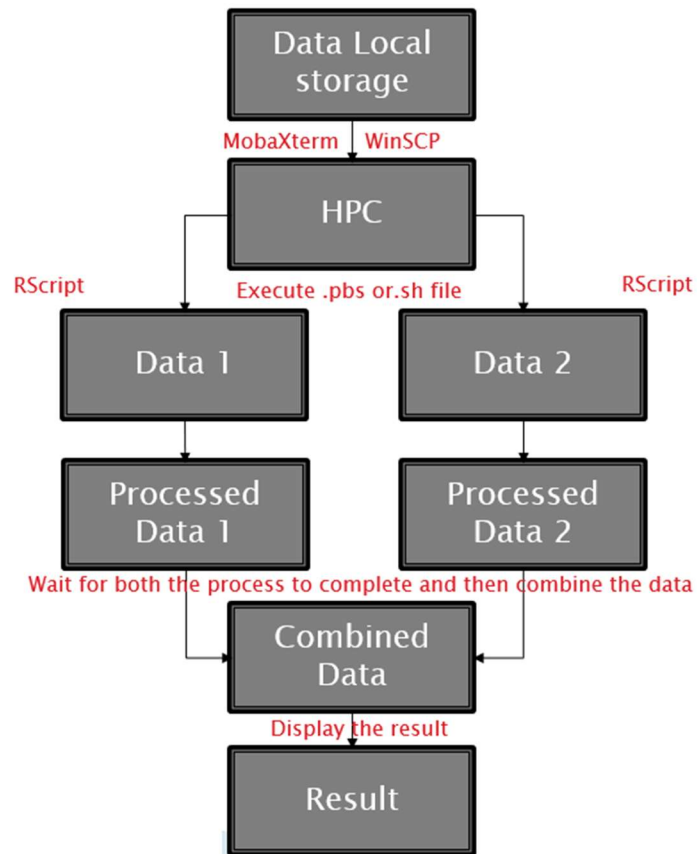 Data Local
storage
MobaXterm WinSCP
HPC
RScript
Execute .pbs or.sh file
RScript
Data 1
Data 2
Processed
Data 1
Processed
Data 2
Wait for both the process to complete and then combine the data
Combined
Data
Display the result
Result